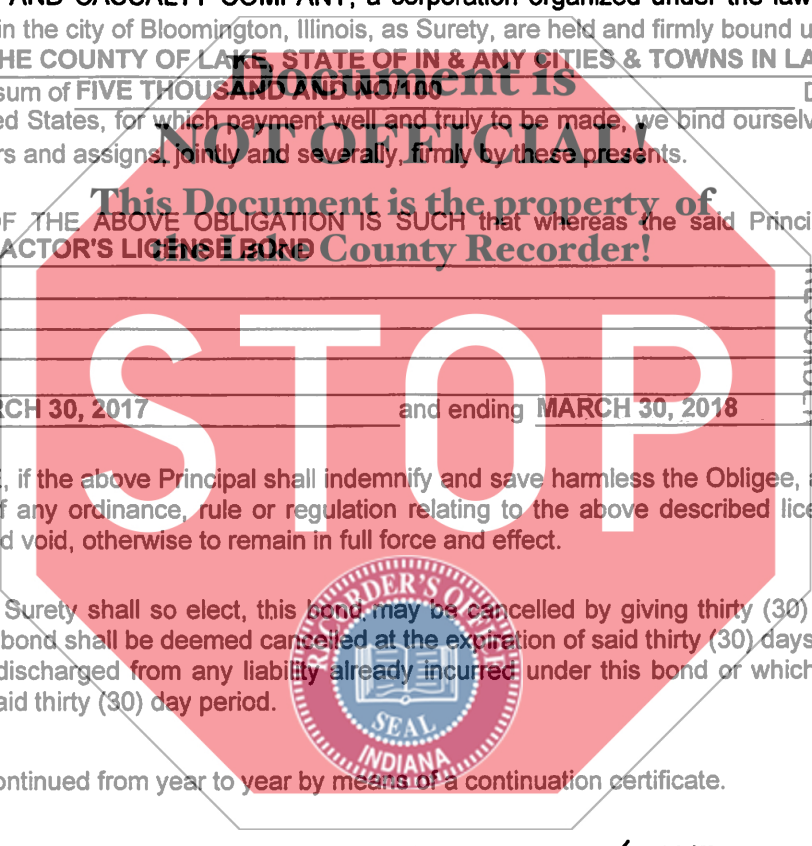 AND CASUALTY COMPANY, a corporation organized under the law
in the city of Bloomington, Illinois, as Surety, are held and firmly bound u
HE COUNTY OF LAKE, STATE OF IN & ANY CITIES & TOWNS IN LA
Document is
sum of FIVE THOUSAND AND NO/100 D
ed States, for which payment well and truly to be made, we bind ourselv
NOT OFFICIAL!
rs and assigns, jointly and severally, firmly by these presents.
This Document is the property of
OF THE ABOVE OBLIGATION IS SUCH that whereas the said Princi
ACTOR'S LICENSE BOND
the Lake County Recorder!
STOP
RCH 30, 2017 and ending MARCH 30, 2018
E, if the above Principal shall indemnify and save harmless the Obligee, a
f any ordinance, rule or regulation relating to the above described lice
d void, otherwise to remain in full force and effect.
Surety shall so elect, this bond may be cancelled by giving thirty (30)
bond shall be deemed cancelled at the expiration of said thirty (30) days
discharged from any liability already incurred under this bond or which
aid thirty (30) day period.
RECORDER'S OFFICE
SEAL
INDIANA
ontinued from year to year by means of a continuation certificate.